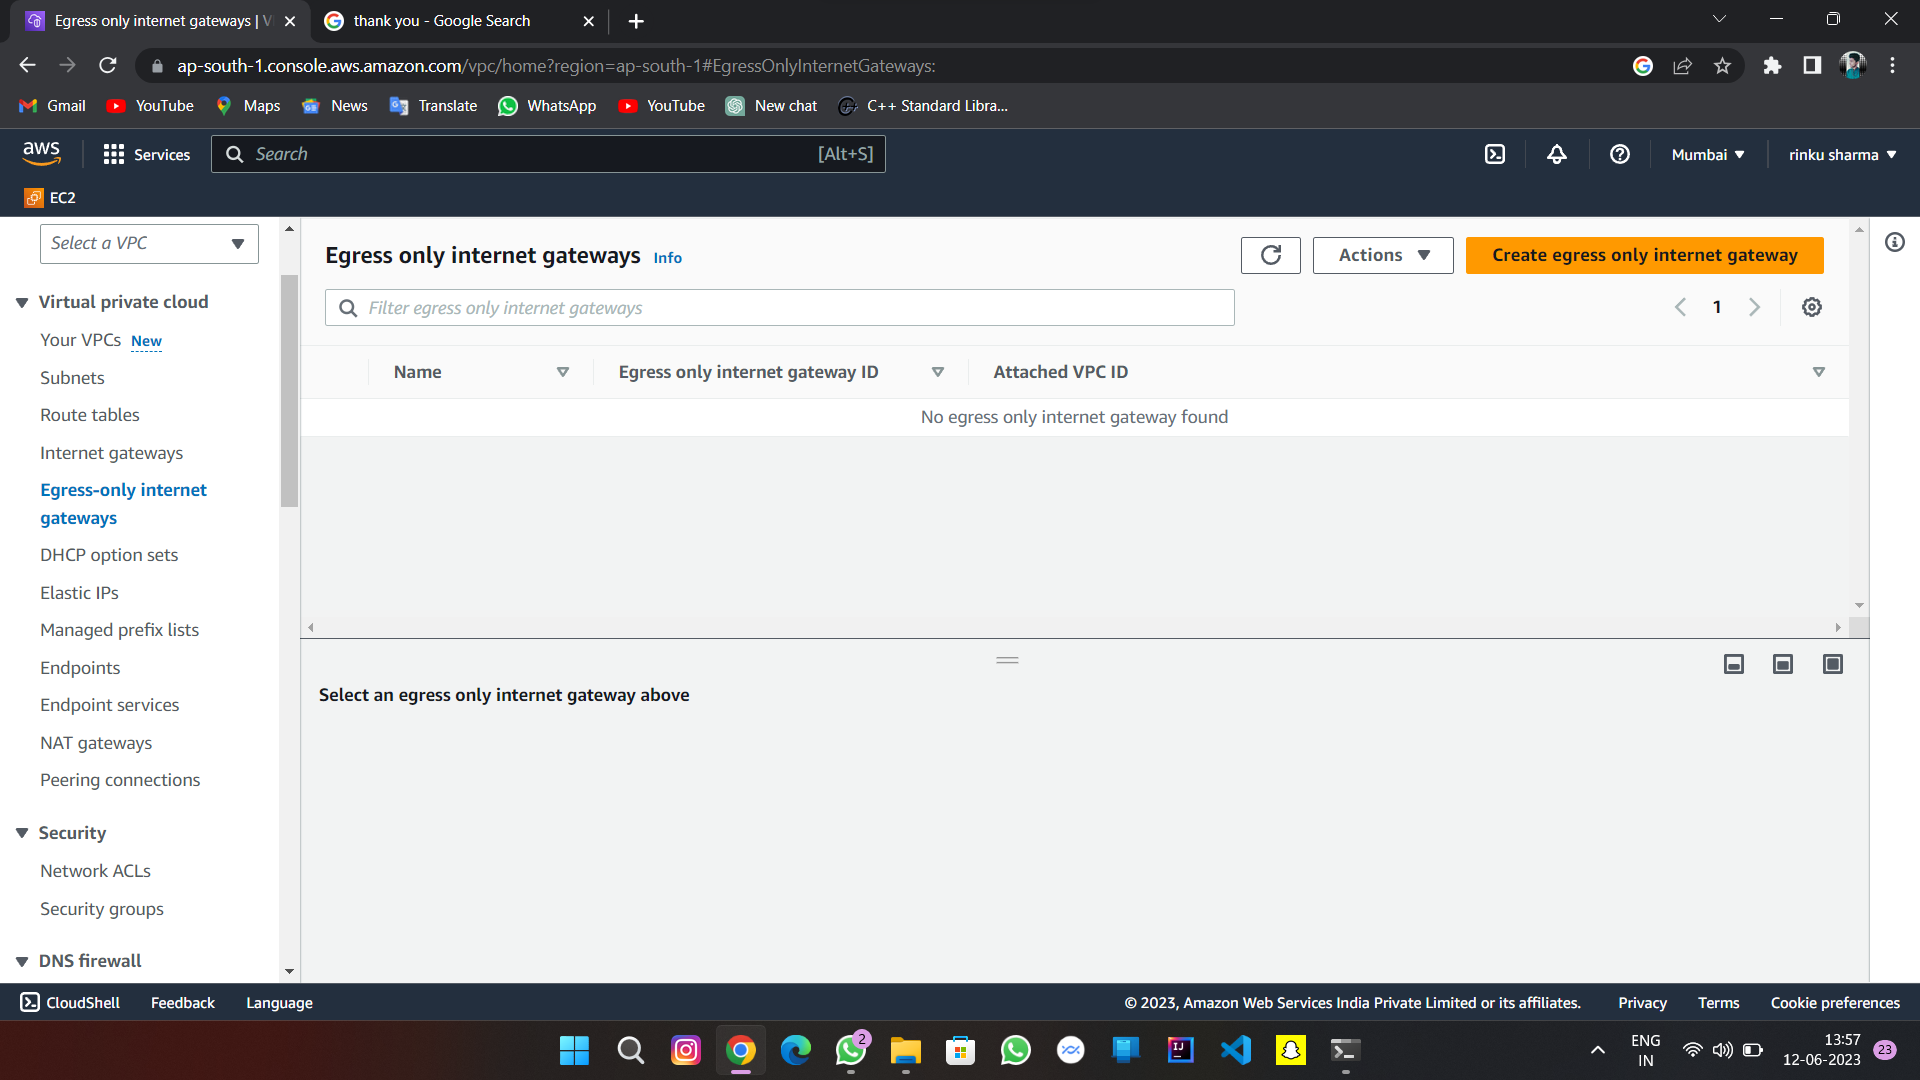 Egress only internet gateways | V
thank you - Google Search
ap-south-1.console.aws.amazon.com/vpc/home?region=ap-south-1#EgressOnlyInternetGateways:
Gmail YouTube Maps News Translate WhatsApp YouTube New chat C++ Standard Libra...
aws Services Search [Alt+S] Mumbai rinku sharma
EC2
Select a VPC
Virtual private cloud
Your VPCs New
Subnets
Route tables
Internet gateways
Egress-only internet
gateways
DHCP option sets
Elastic IPs
Managed prefix lists
Endpoints
Endpoint services
NAT gateways
Peering connections
Security
Network ACLs
Security groups
DNS firewall
Egress only internet gateways Info
Actions
Create egress only internet gateway
Filter egress only internet gateways
1
Name Egress only internet gateway ID Attached VPC ID
No egress only internet gateway found
Select an egress only internet gateway above
CloudShell Feedback Language © 2023, Amazon Web Services India Private Limited or its affiliates. Privacy Terms Cookie preferences
2
IJ
ENG
IN
13:57
12-06-2023
23